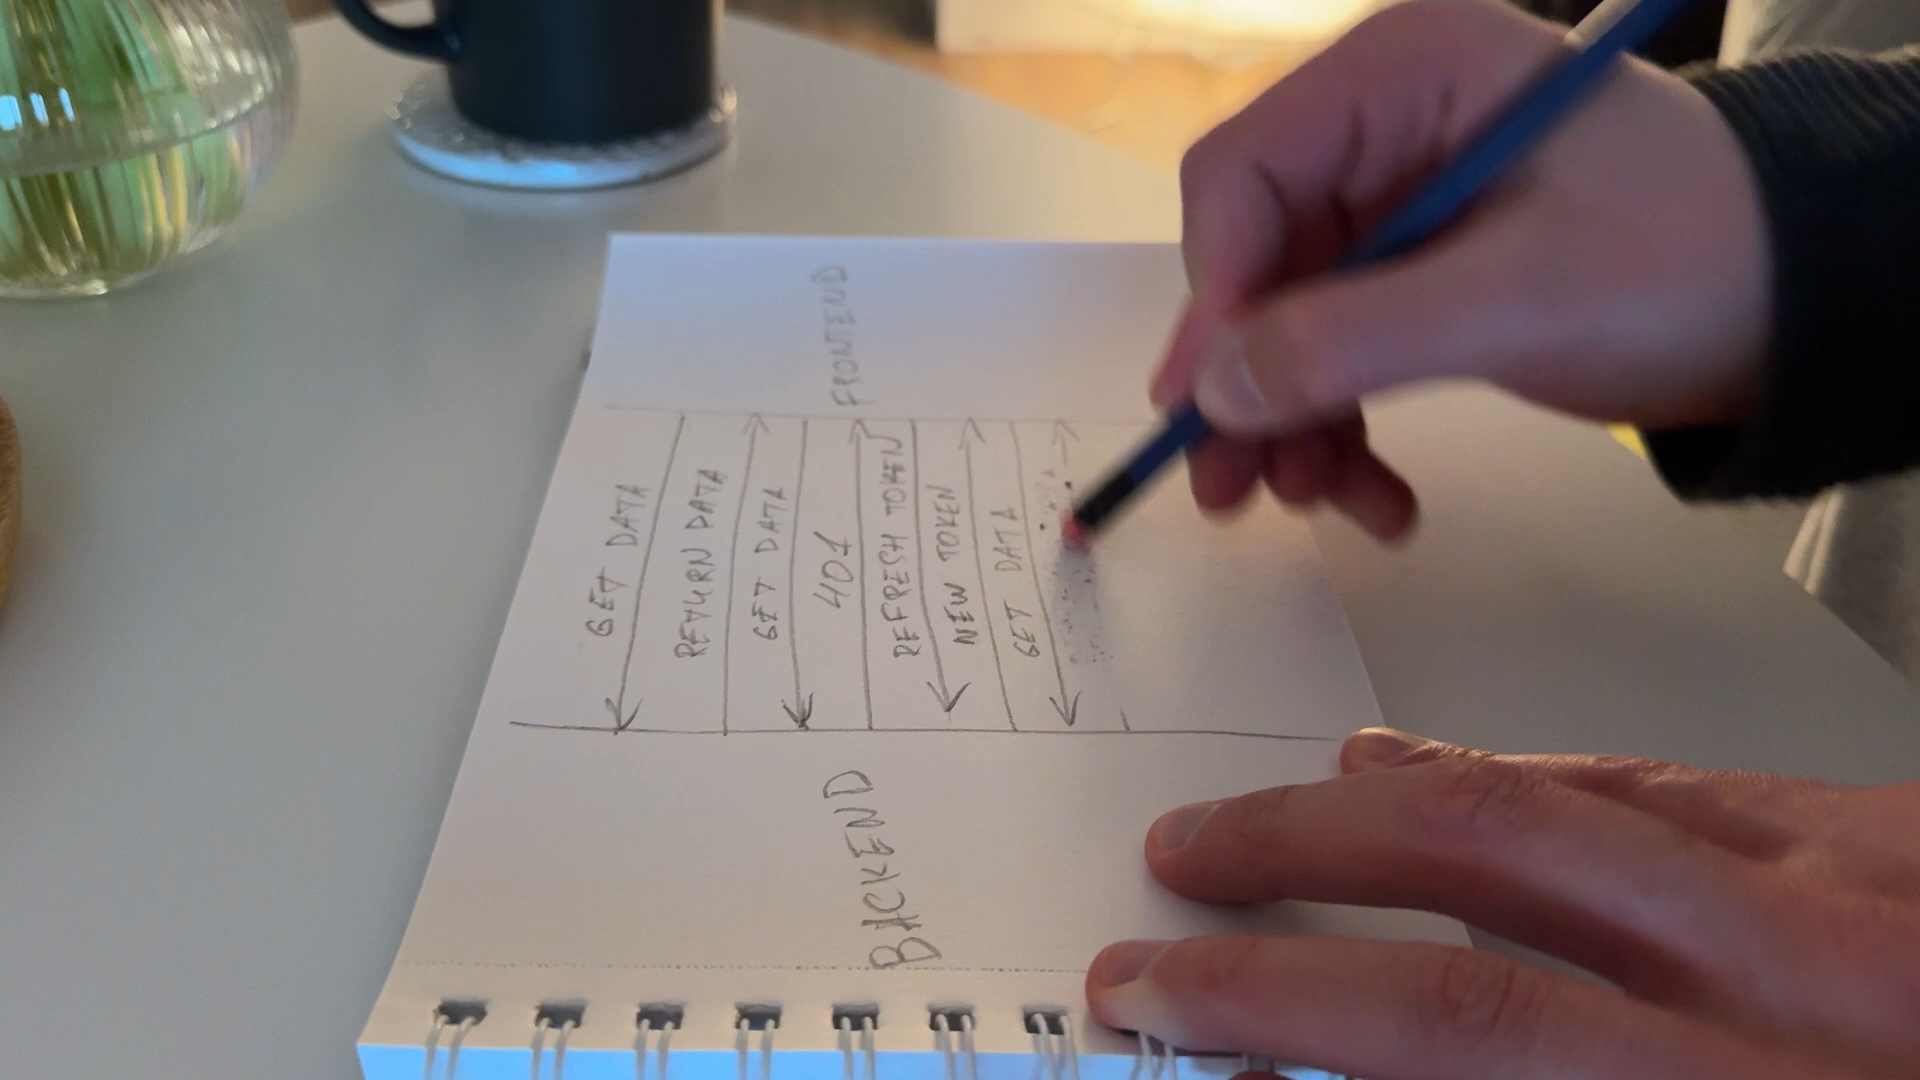 BACKEND
FRONTEND
GET DATA
RETURN DATA
GET DATA
401
REFRESH TOKEN
NEW TOKEN
GET DATA